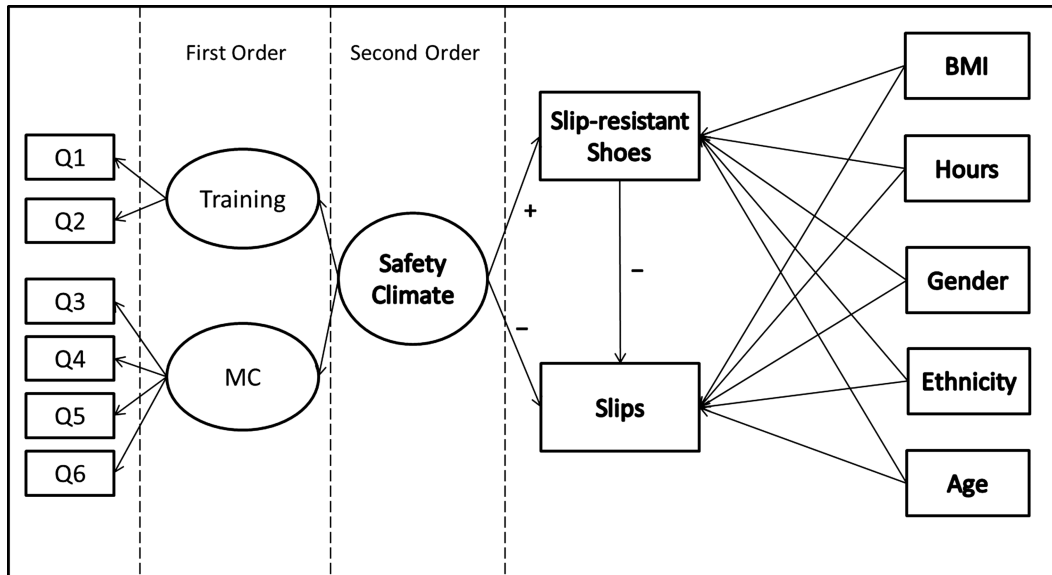 First Order
Second Order
Q1
Q2
Q3
Q4
Q5
Q6
Training
MC
Safety
Climate
+
–
Slip-resistant
Shoes
–
Slips
BMI
Hours
Gender
Ethnicity
Age